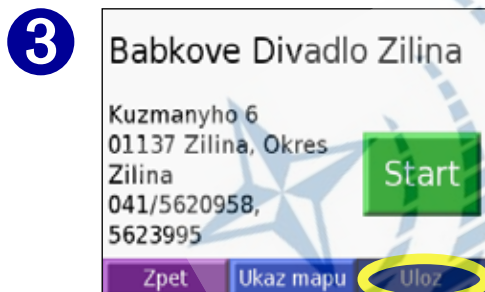 3
Babkove Divadlo Zilina
Kuzmanyho 6
01137 Zilina, Okres
Zilina
041/5620958,
5623995
Start
Zpet
Ukaz mapu
Uloz